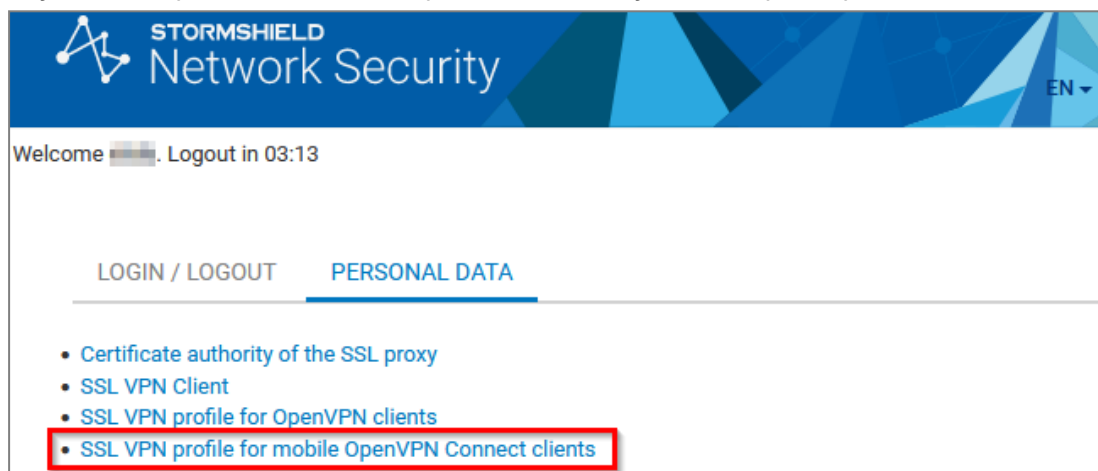 STORMSHIELD
Network Security
EN
Welcome . Logout in 03:13
LOGIN / LOGOUT PERSONAL DATA
• Certificate authority of the SSL proxy
• SSL VPN Client
• SSL VPN profile for OpenVPN clients
• SSL VPN profile for mobile OpenVPN Connect clients